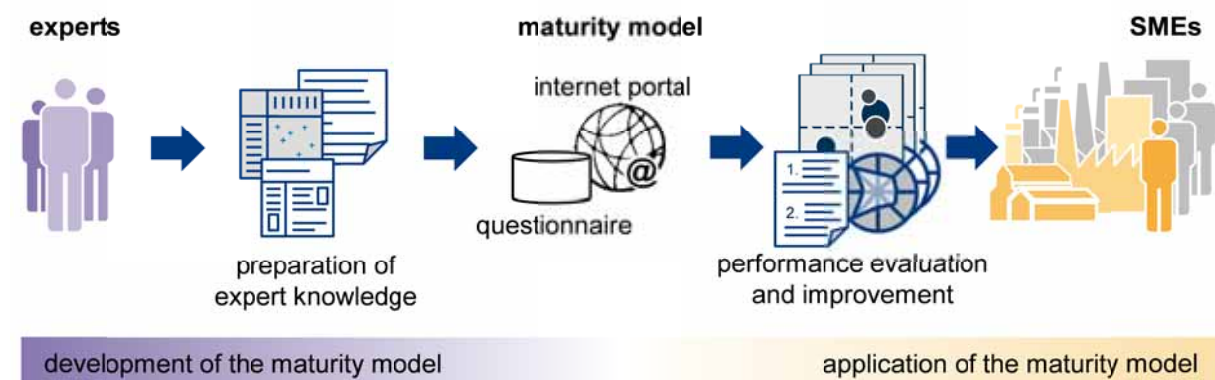 experts
maturity model
SMEs
internet portal
@
1.
2.
questionnaire
preparation of
expert knowledge
performance evaluation
and improvement
development of the maturity model
application of the maturity model